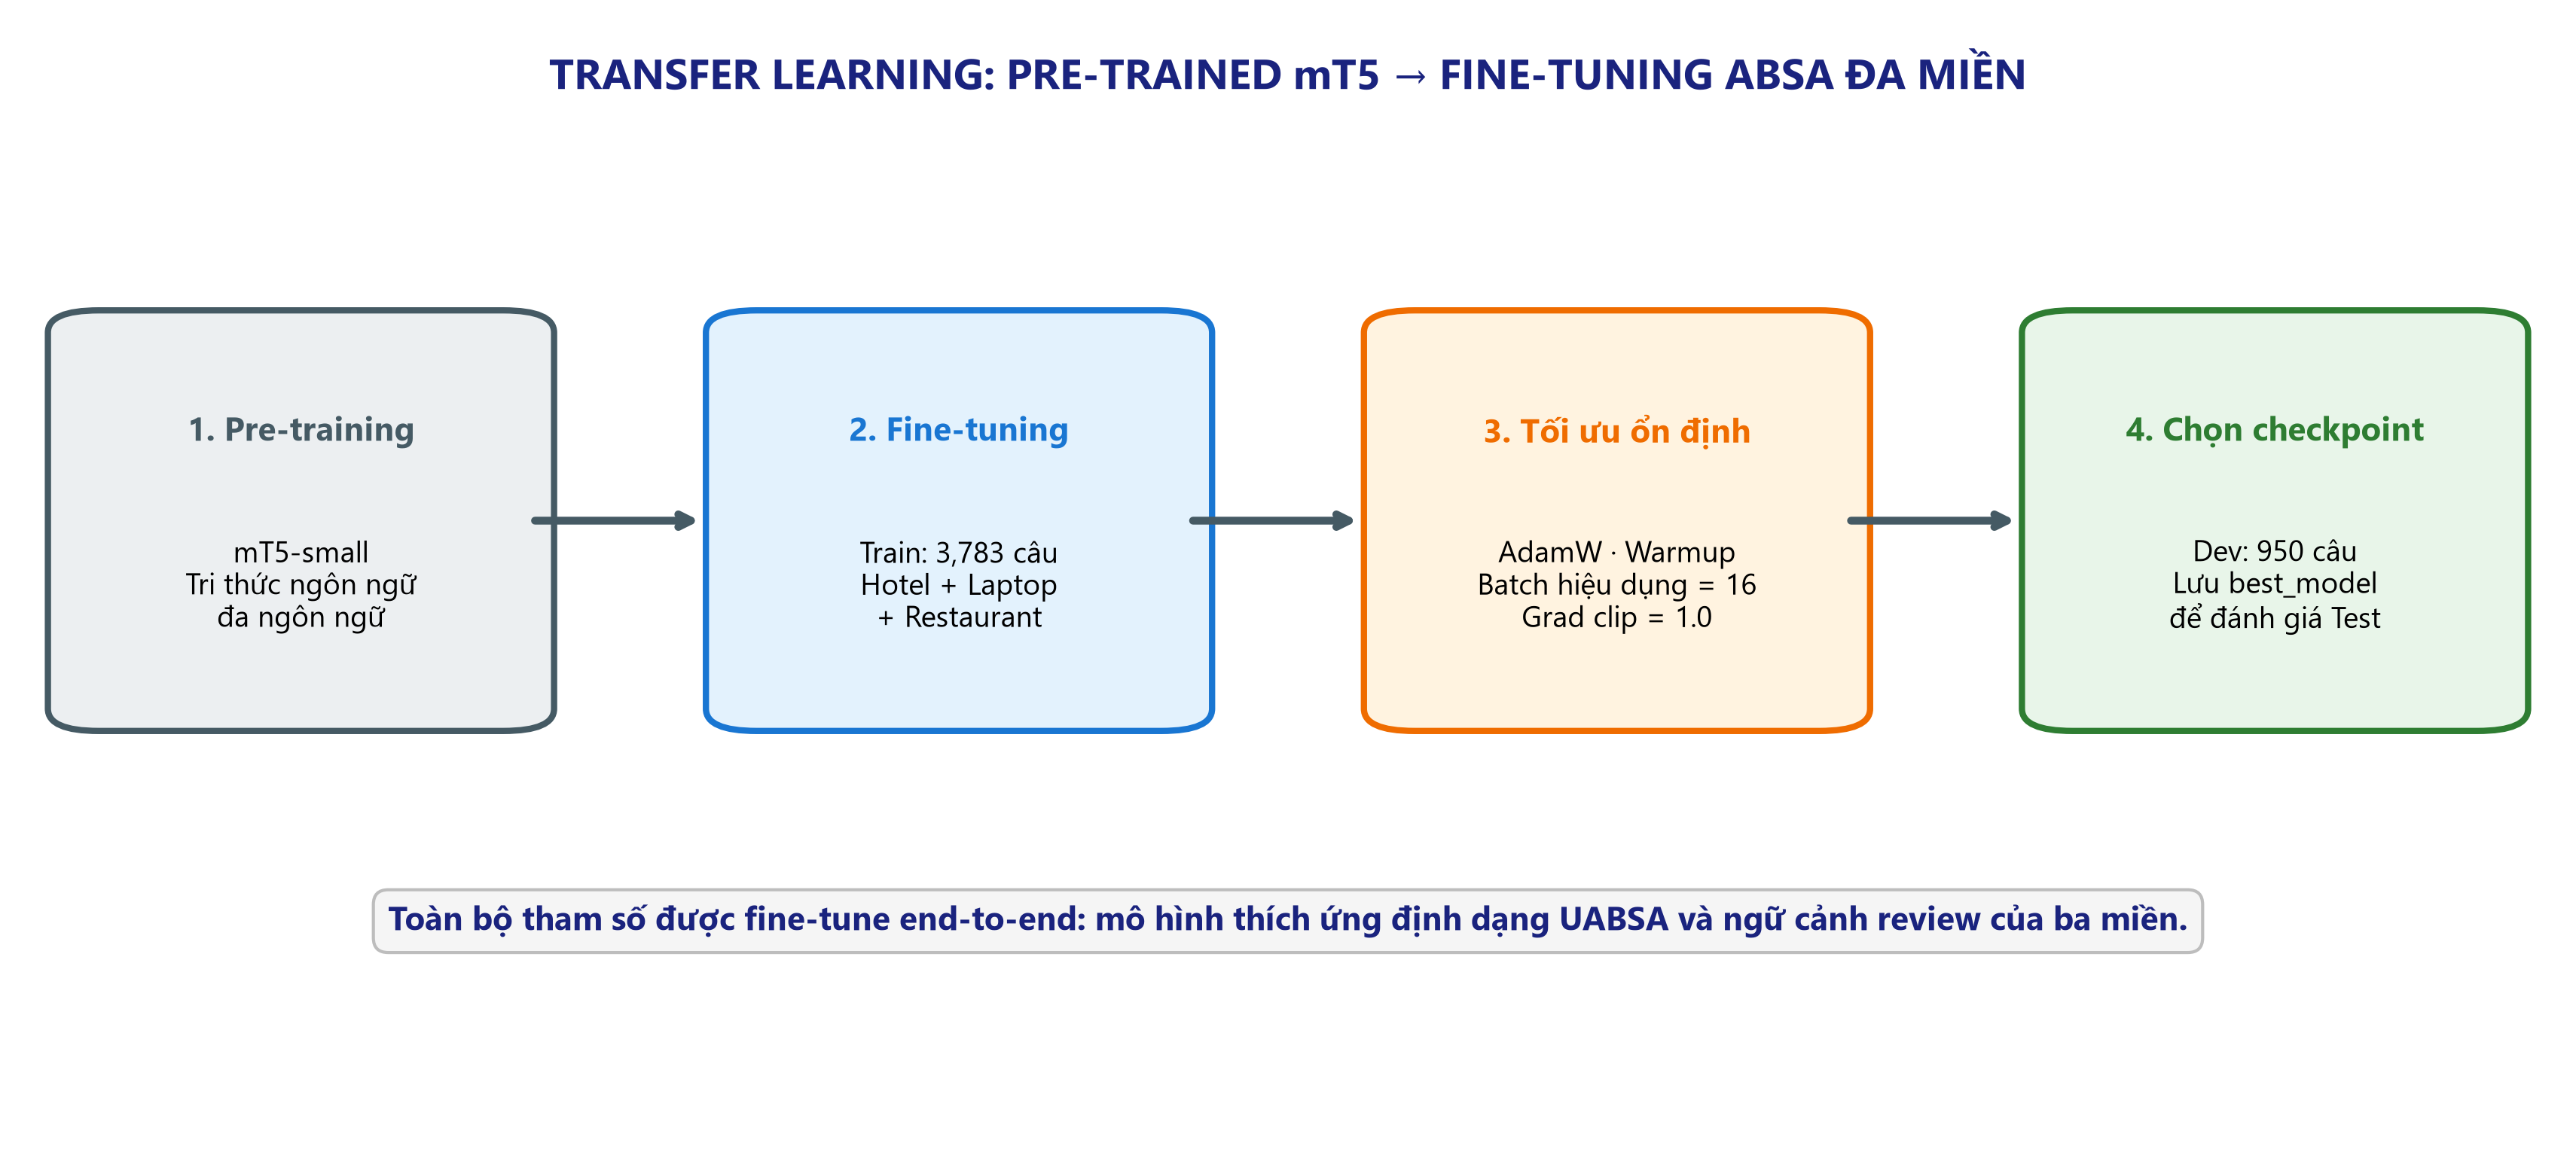 TRANSFER LEARNING: PRE-TRAINED mT5 → FINE-TUNING ABSA ĐA MIỀN
1. Pre-training
mT5-small
Tri thức ngôn ngữ
đa ngôn ngữ
2. Fine-tuning
Train: 3,783 câu
Hotel + Laptop
+ Restaurant
3. Tối ưu ổn định
AdamW · Warmup
Batch hiệu dụng = 16
Grad clip = 1.0
4. Chọn checkpoint
Dev: 950 câu
Lưu best_model
để đánh giá Test
Toàn bộ tham số được fine-tune end-to-end: mô hình thích ứng định dạng UABSA và ngữ cảnh review của ba miền.